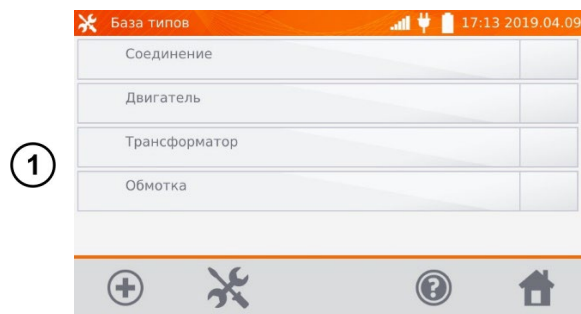 База типов 17:13 2019.04.09
Соединение
Двигатель
1
Трансформатор
Обмотка